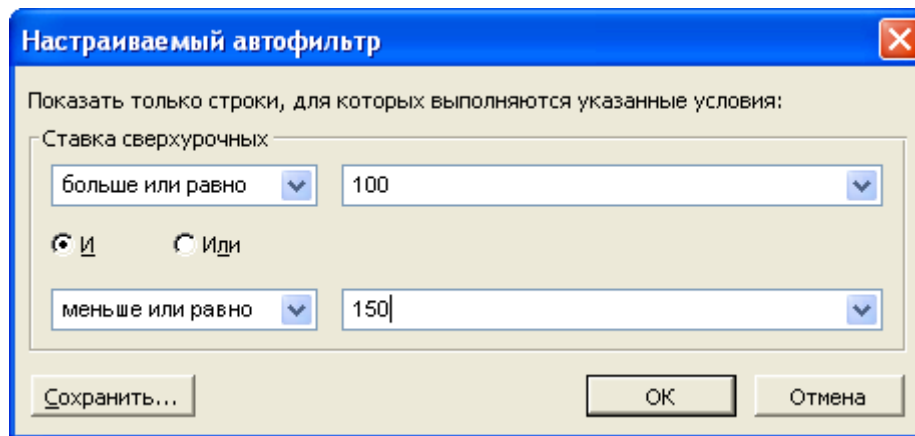 Настраиваемый автофильтр
Показать только строки, для которых выполняются указанные условия:
Ставка сверхурочных
больше или равно 100
И Или
меньше или равно 150
Сохранить... ОК Отмена